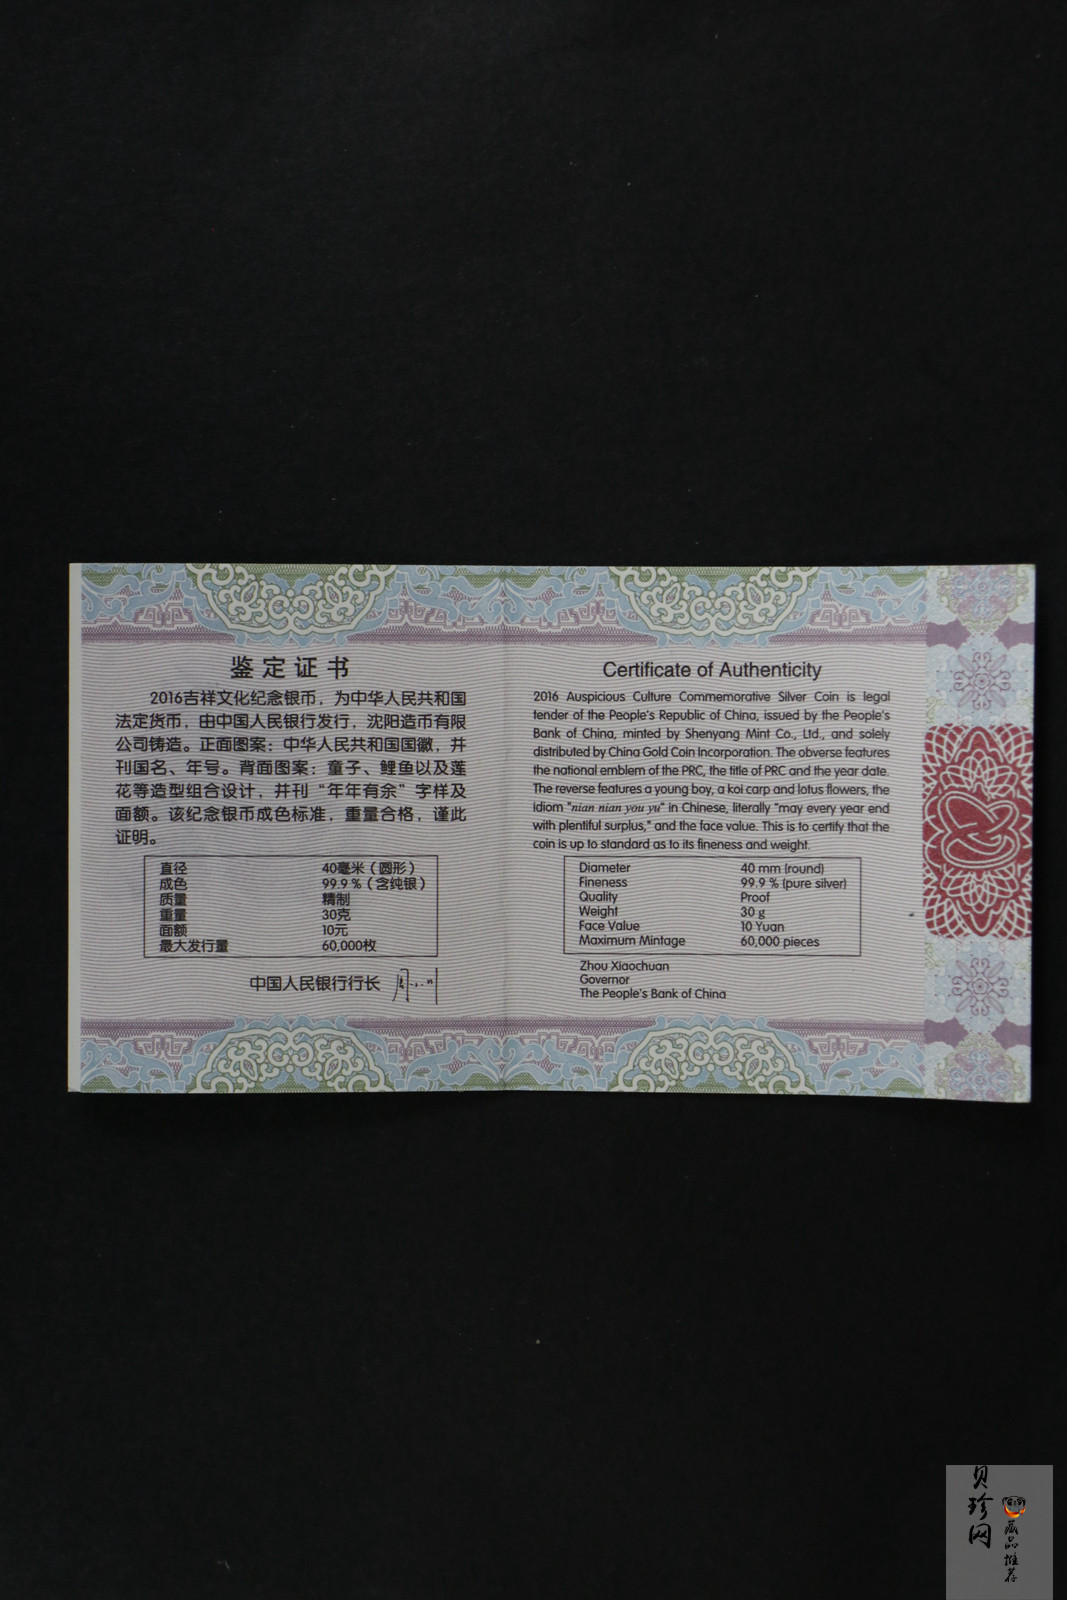 鉴定证书
2016吉祥文化纪念银币，为中华人民共和国
法定货币，由中国人民银行发行，沈阳造币有限
公司铸造。正面图案：中华人民共和国国徽，并
刊国名、年号。背面图案：童子、鲤鱼以及莲
花等造型组合设计，并刊“年年有余”字样及
面额。该纪念银币成色标准，重量合格，谨此
证明。
直径 40毫米（圆形）
成色 99.9％（含纯银）
质量 精制
重量 30克
面额 10元
最大发行量 60,000枚
中国人民银行行长
Certificate of Authenticity
2016 Auspicious Culture Commemorative Silver Coin is legal
tender of the People's Republic of China, issued by the People's
Bank of China, minted by Shenyang Mint Co., Ltd., and solely
distributed by China Gold Coin Incorporation. The obverse features
the national emblem of the PRC, the title of PRC and the year date.
The reverse features a young boy, a koi carp and lotus flowers, the
idiom "nian nian you yu" in Chinese, literally "may every year end
with plentiful surplus," and the face value. This is to certify that the
coin is up to standard as to its fineness and weight.
Diameter 40 mm (round)
Fineness 99.9 % (pure silver)
Quality Proof
Weight 30 g
Face Value 10 Yuan
Maximum Mintage 60,000 pieces
Zhou Xiaochuan
Governor
The People's Bank of China
贝珍网
藏品推荐